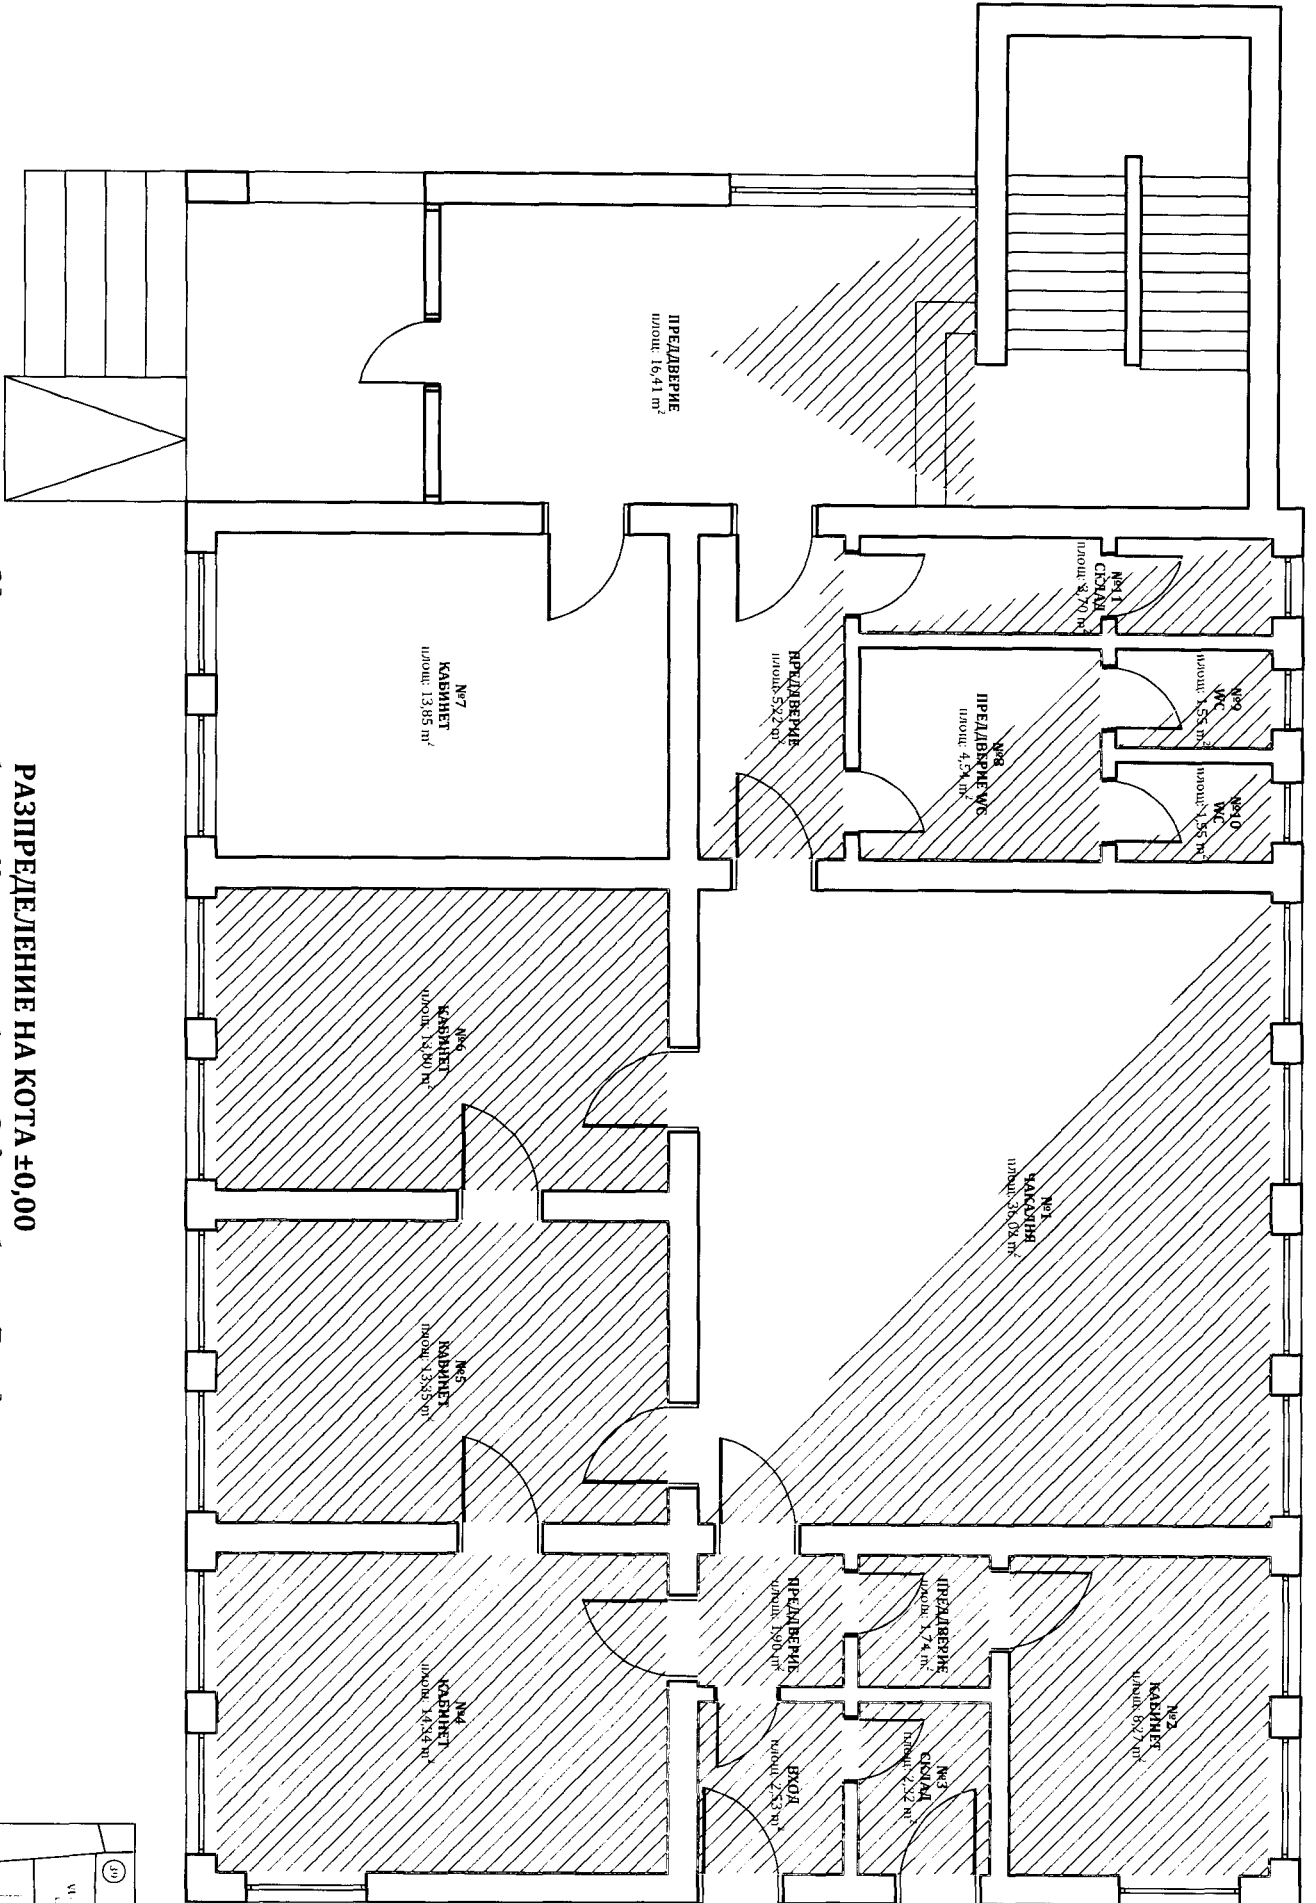 ПРЕДДВЕРИЕ
площ: 16,41 m²
№11
СКЛАД
площ: 3,70 m²
№9
WC
площ: 1,55 m²
№10
WC
площ: 1,55 m²
№8
ПРЕДДВЕРИЕ WC
площ: 4,54 m²
ПРЕДДВЕРИЕ
площ: 5,22 m²
№7
КАБИНЕТ
площ: 13,85 m²
№6
КАБИНЕТ
площ: 13,80 m²
№1
ЧАКАЛНЯ
площ: 36,08 m²
№5
КАБИНЕТ
площ: 13,35 m²
ПРЕДДВЕРИЕ
площ: 1,90 m²
ПРЕДДВЕРИЕ
площ: 1,74 m²
№2
КАБИНЕТ
площ: 8,27 m²
№4
КАБИНЕТ
площ: 14,34 m²
ВХОД
площ: 2,53 m²
№3
СКЛАД
площ: 2,32 m²
РАЗПРЕДЕЛЕНИЕ НА КОТА ±0,00